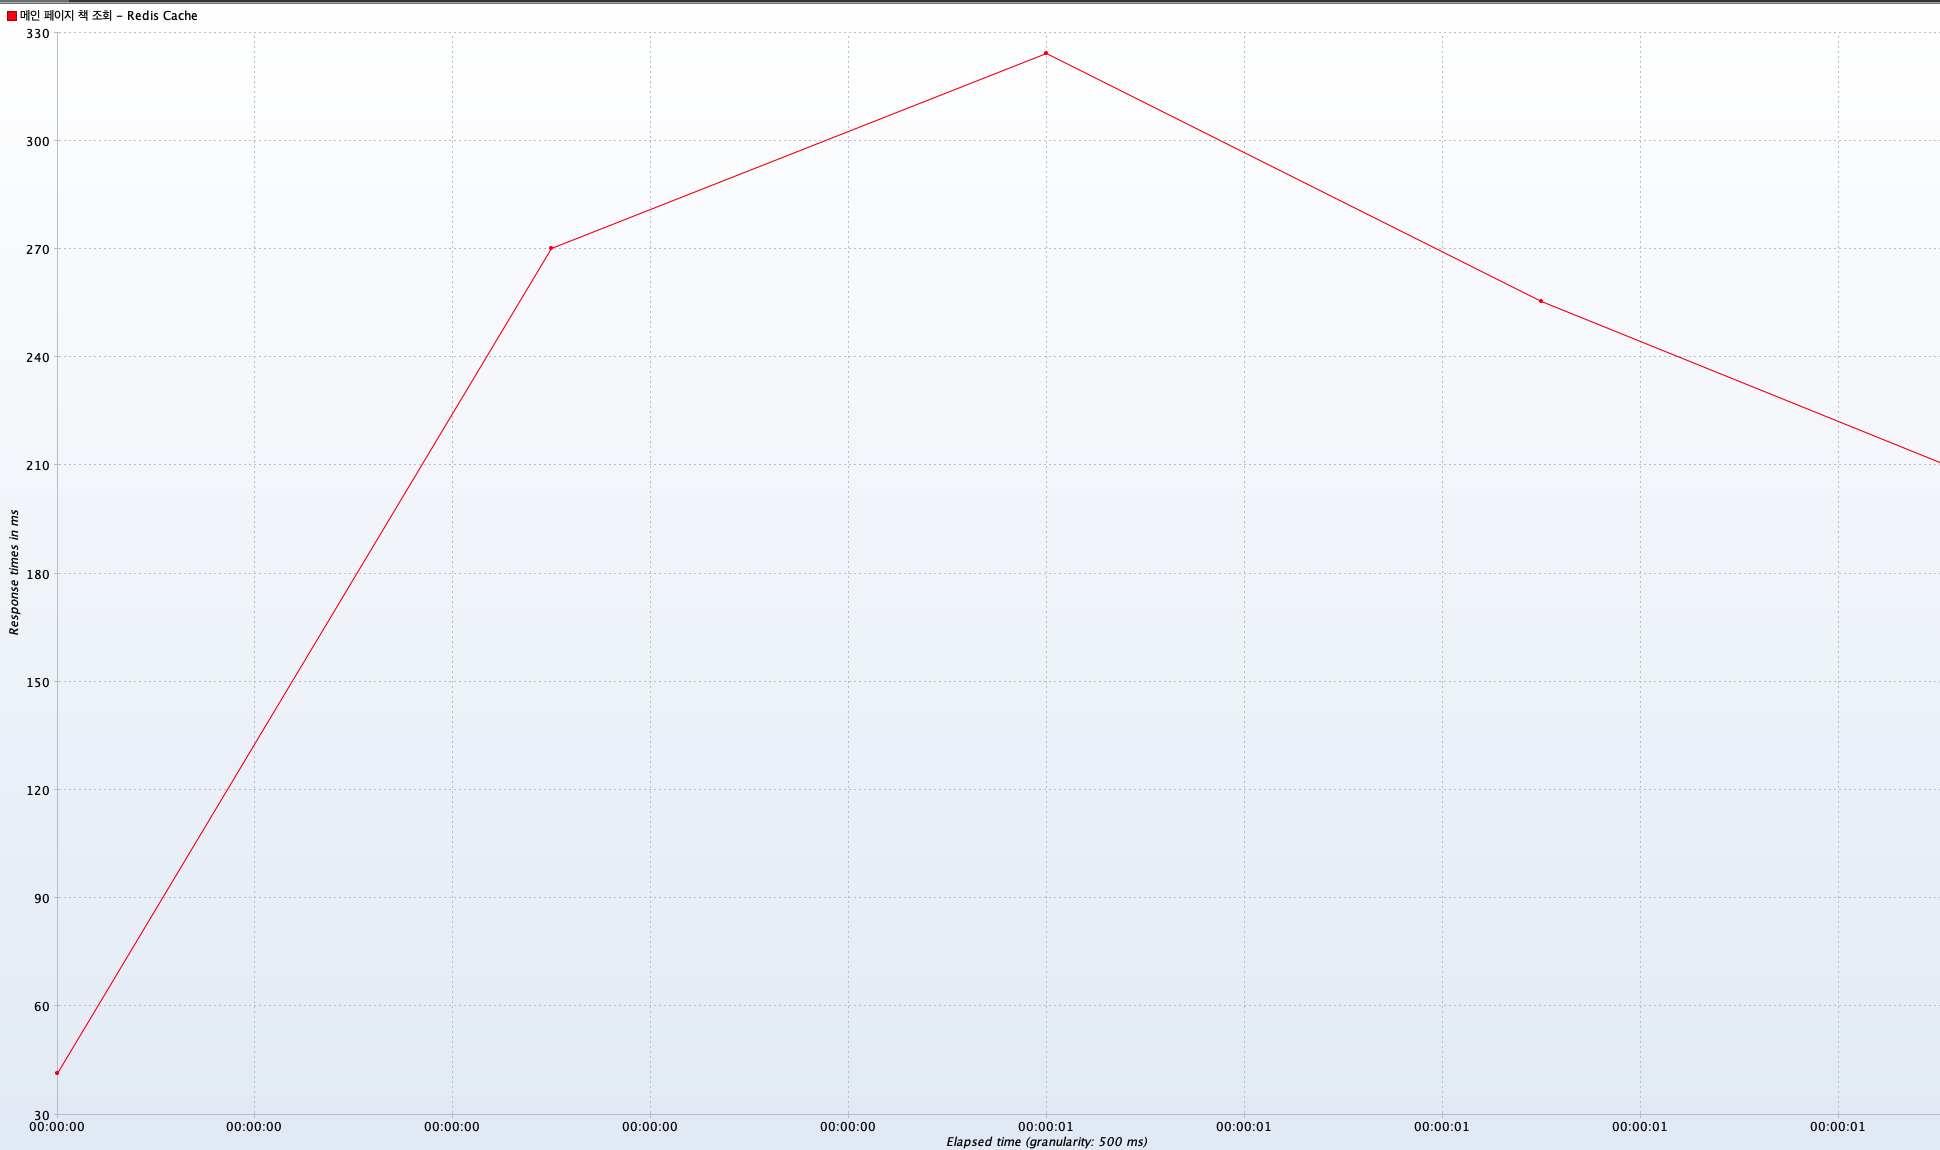 메인 페이지 책 조회 – Redis Cache
330
300
270
240
210
180
150
120
90
60
30
Response times in ms
00:00:00 00:00:00 00:00:00 00:00:00 00:00:00 00:00:01 00:00:01 00:00:01 00:00:01 00:00:01
Elapsed time (granularity: 500 ms)